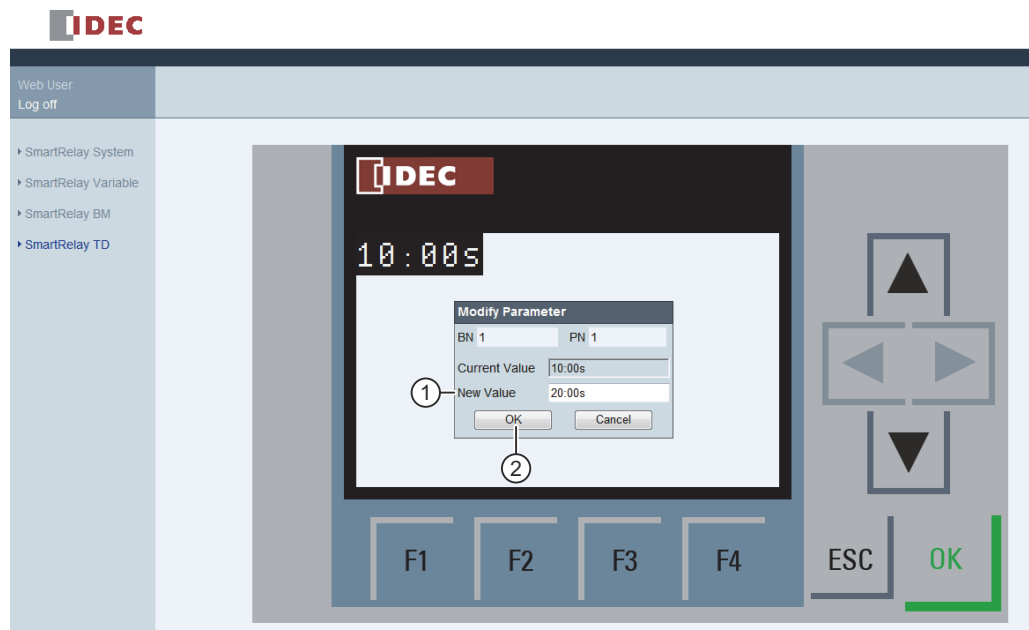 IDEC
Web User
Log off
SmartRelay System
SmartRelay Variable
SmartRelay BM
SmartRelay TD
IDEC
10:00s
Modify Parameter
BN 1 PN 1
Current Value 10:00s
1 New Value 20:00s
OK Cancel
2
F1 F2 F3 F4 ESC OK